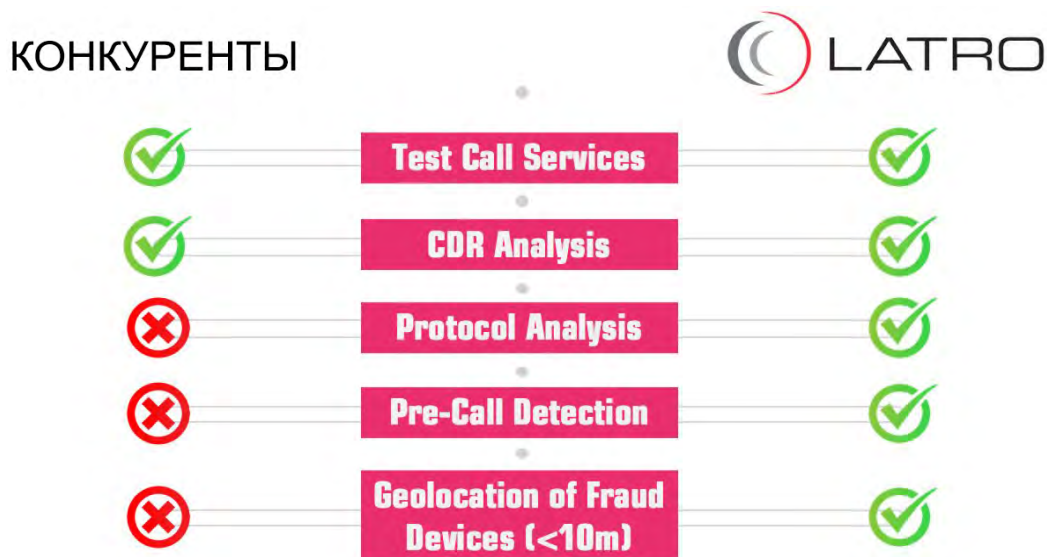 КОНКУРЕНТЫ
LATRO
Test Call Services
CDR Analysis
Protocol Analysis
Pre-Call Detection
Geolocation of Fraud
Devices (<10m)